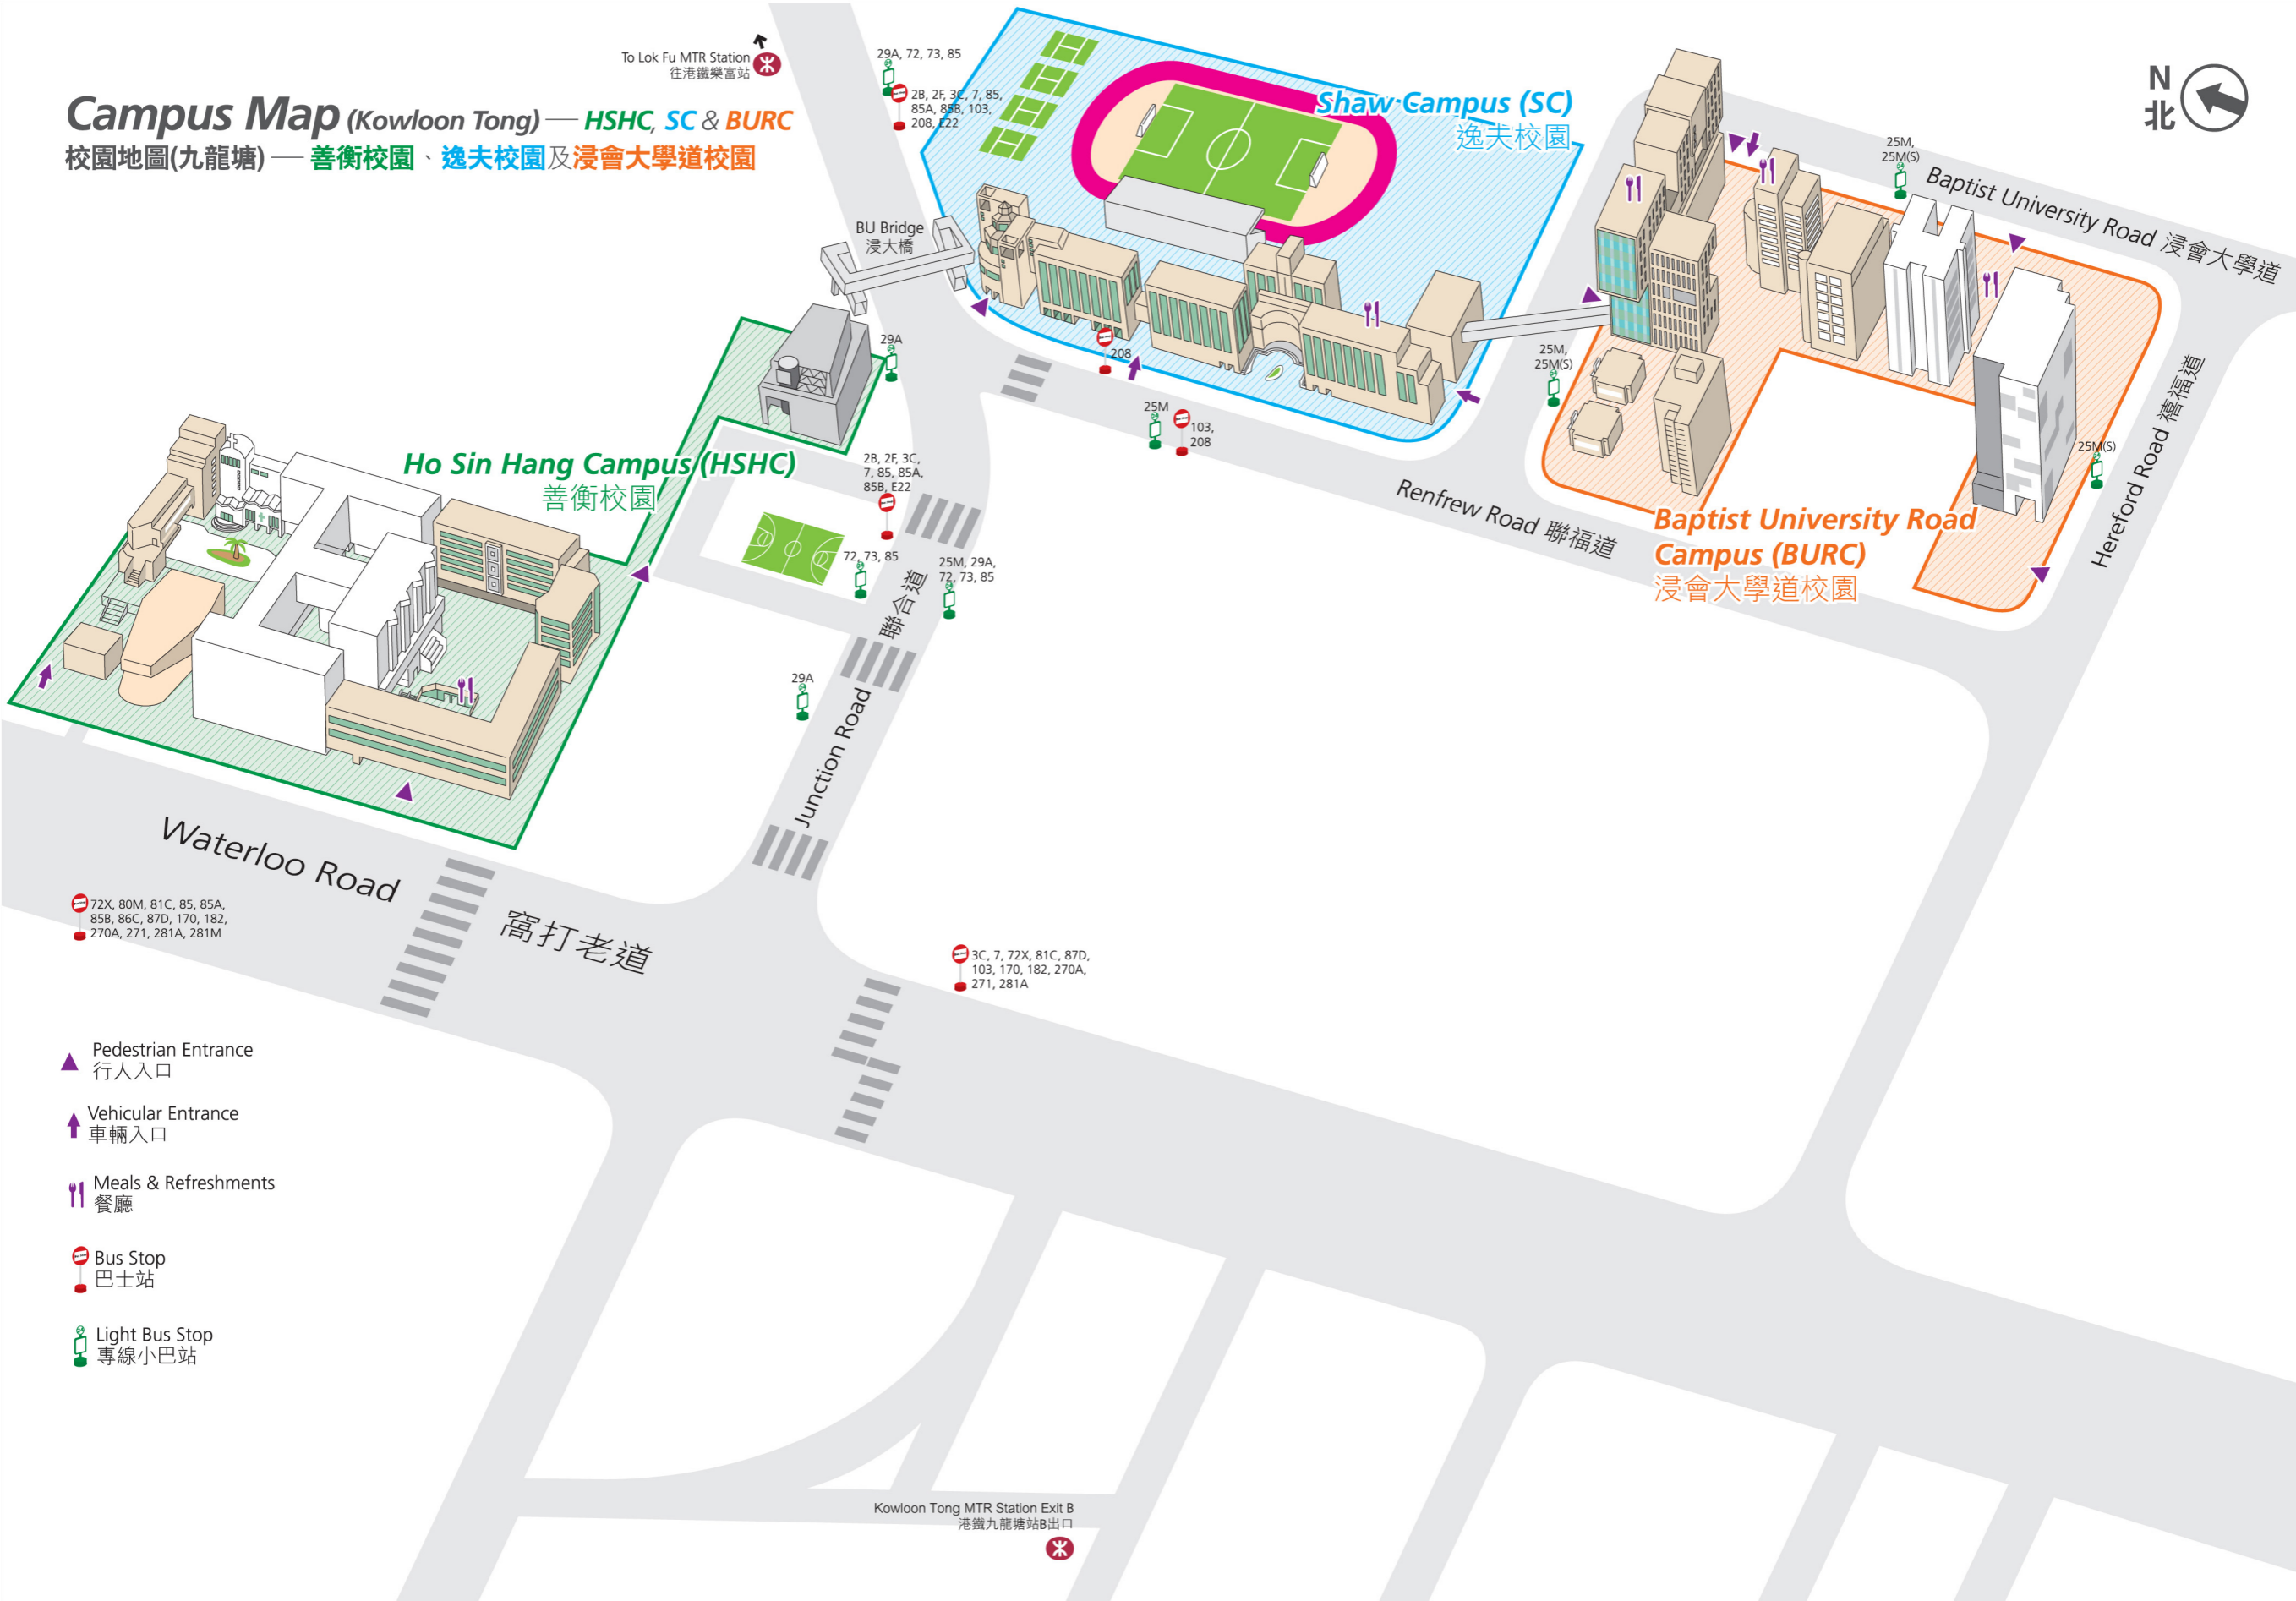 Campus Map (Kowloon Tong) — HSHC, SC & BURC
校園地圖(九龍塘) — 善衡校園、逸夫校園及浸會大學道校園
To Lok Fu MTR Station
往港鐵樂富站
29A, 72, 73, 85
2B, 2F, 3C, 7, 85,
85A, 85B, 103,
208, E22
Shaw Campus (SC)
逸夫校園
N
北
25M,
25M(S)
Baptist University Road 浸會大學道
BU Bridge
浸大橋
29A
208
25M
103,
208
25M,
25M(S)
Renfrew Road 聯福道
Hereford Road 禧福道
25M(S)
Baptist University Road
Campus (BURC)
浸會大學道校園
Ho Sin Hang Campus (HSHC)
善衡校園
2B, 2F, 3C,
7, 85, 85A,
85B, E22
72, 73, 85
25M, 29A,
72, 73, 85
29A
Junction Road 聯合道
Waterloo Road 窩打老道
72X, 80M, 81C, 85, 85A,
85B, 86C, 87D, 170, 182,
270A, 271, 281A, 281M
3C, 7, 72X, 81C, 87D,
103, 170, 182, 270A,
271, 281A
Pedestrian Entrance
行人入口
Vehicular Entrance
車輛入口
Meals & Refreshments
餐廳
Bus Stop
巴士站
Light Bus Stop
專線小巴站
Kowloon Tong MTR Station Exit B
港鐵九龍塘站B出口